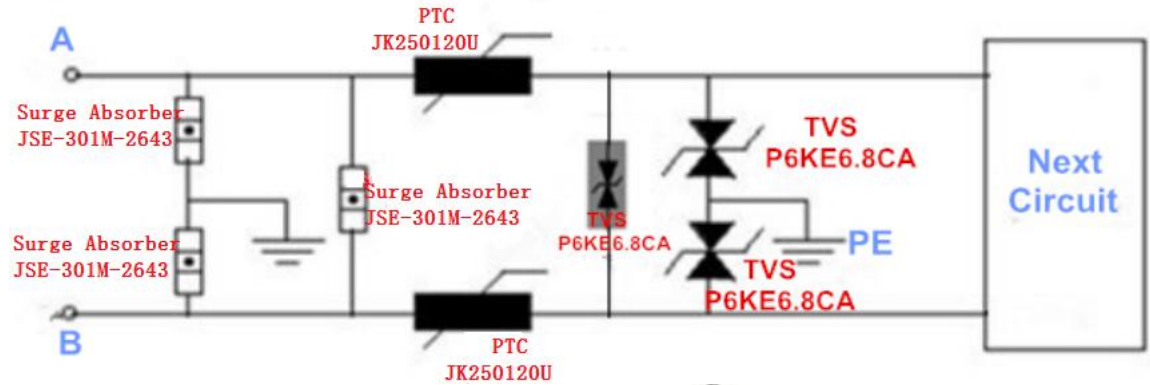 PTC
JK250120U
A
Surge Absorber
JSE-301M-2643
TVS
P6KE6.8CA
Next
Circuit
Surge Absorber
JSE-301M-2643
TVS
P6KE6.8CA
Surge Absorber
JSE-301M-2643
PE
TVS
P6KE6.8CA
B
PTC
JK250120U